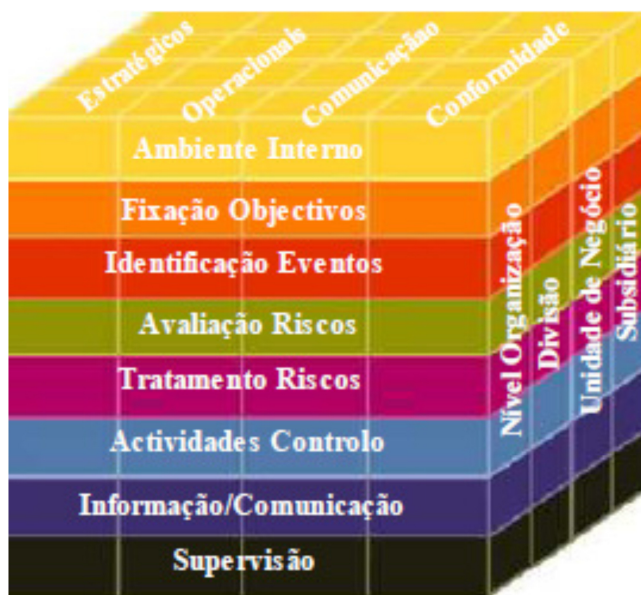 Estratégicos
Operacionais
Comunicaçãno
Conformidade
Ambiente Interno
Fixação Objectivos
Identificação Eventos
Avaliação Riscos
Tratamento Riscos
Actividades Controlo
Informação/Comunicação
Supervisão
Nível Organização
Divisão
Unidade de Negócio
Subsidiário